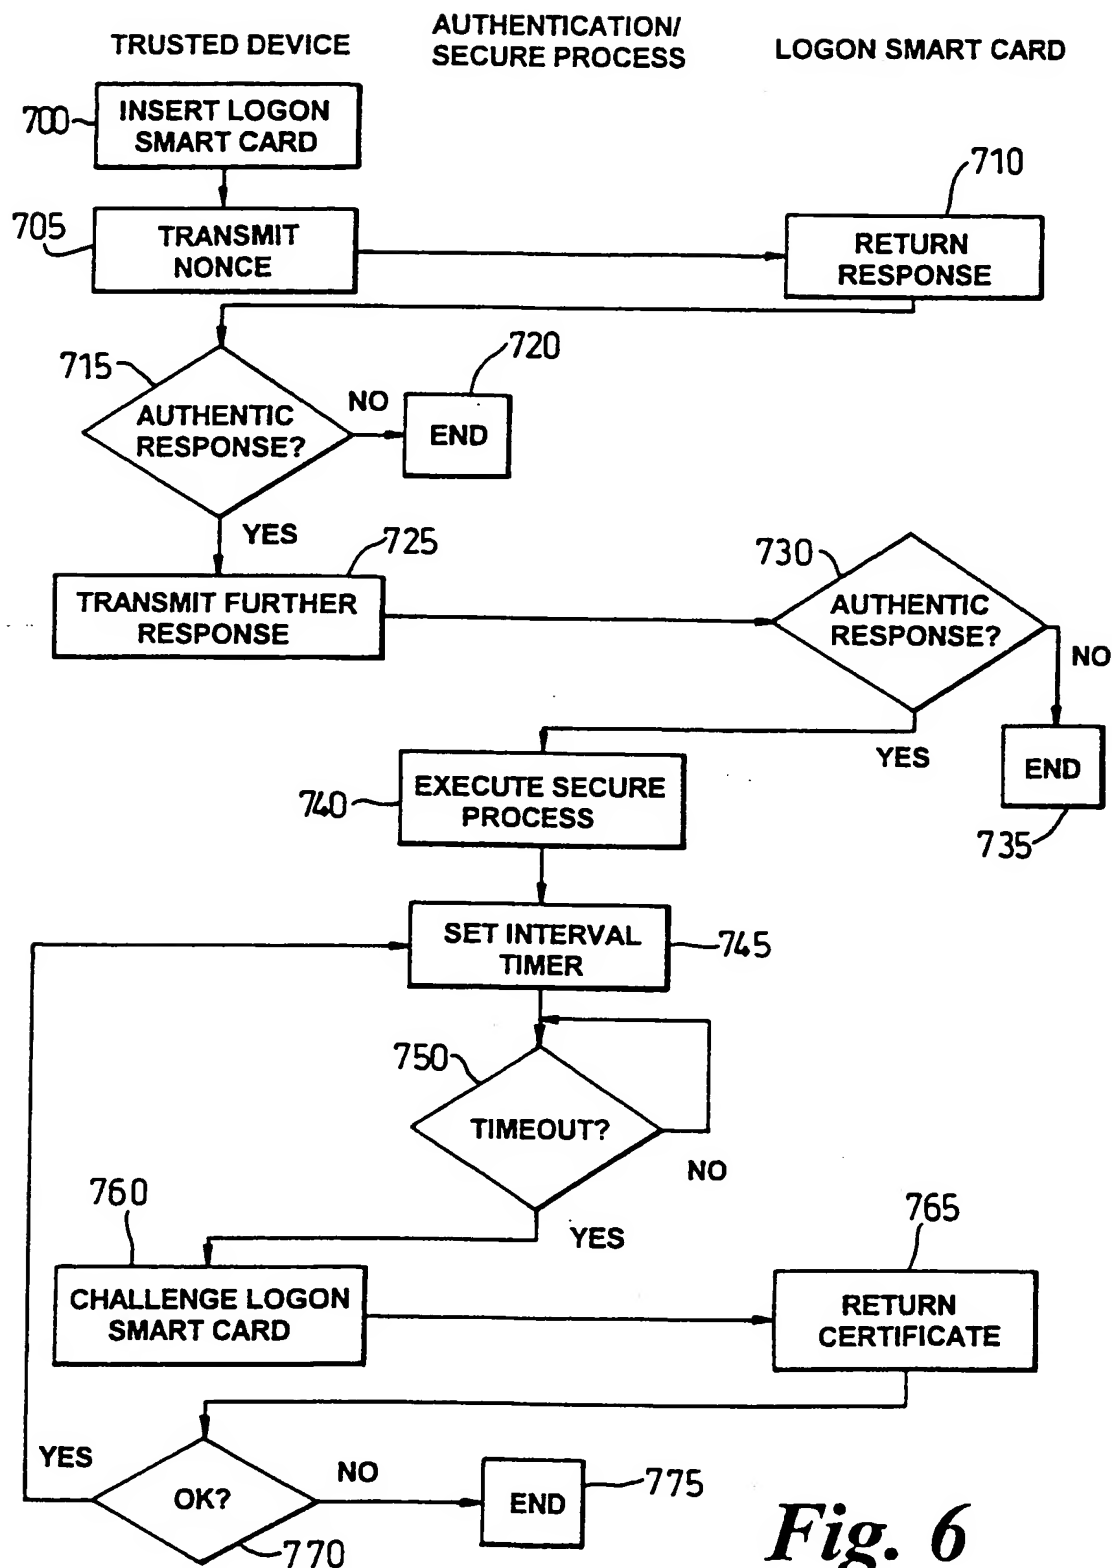 TRUSTED DEVICE
AUTHENTICATION/
SECURE PROCESS
LOGON SMART CARD
700
INSERT LOGON
SMART CARD
705
TRANSMIT
NONCE
710
RETURN
RESPONSE
715
AUTHENTIC
RESPONSE?
NO
720
END
YES
725
TRANSMIT FURTHER
RESPONSE
730
AUTHENTIC
RESPONSE?
NO
YES
END
735
740
EXECUTE SECURE
PROCESS
SET INTERVAL
TIMER
745
750
TIMEOUT?
NO
YES
760
CHALLENGE LOGON
SMART CARD
765
RETURN
CERTIFICATE
YES
OK?
NO
END
775
770
Fig. 6